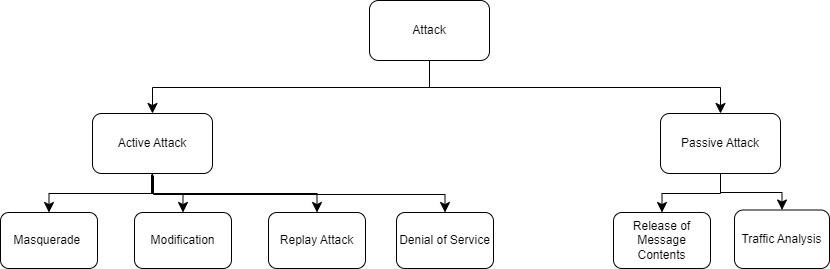 Attack
Active Attack
Passive Attack
Masquerade
Modification
Replay Attack
Denial of Service
Release of
Message
Contents
Traffic Analysis